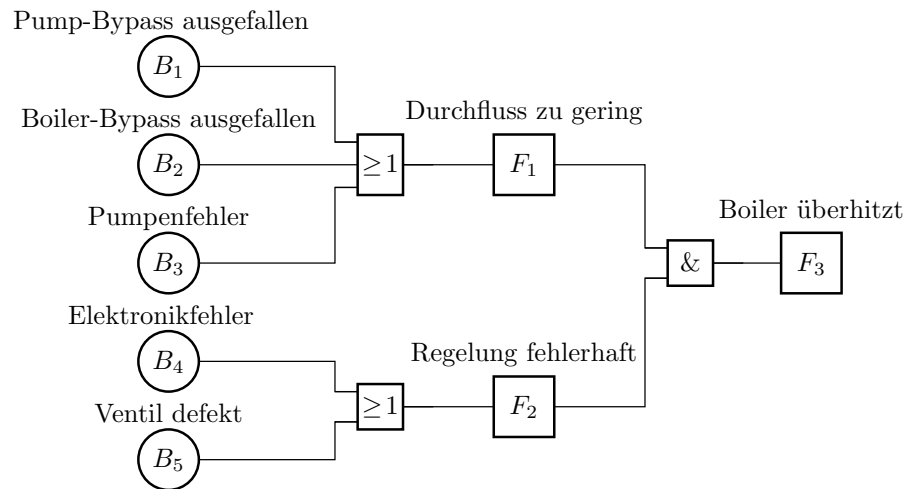 Pump-Bypass ausgefallen
B₁
Boiler-Bypass ausgefallen
B₂
Pumpenfehler
B₃
≥1
Durchfluss zu gering
F₁
Elektronikfehler
B₄
Ventil defekt
B₅
≥1
Regelung fehlerhaft
F₂
&
Boiler überhitzt
F₃